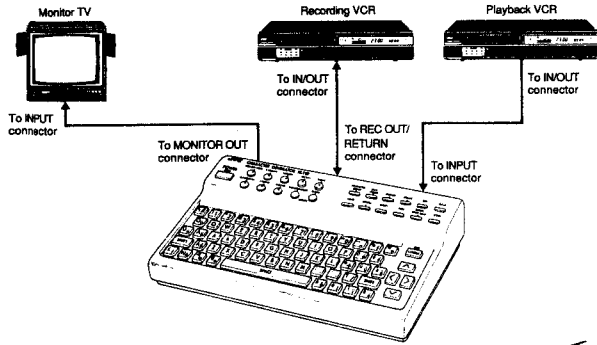 Monitor TV
Recording VCR
Playback VCR
To INPUT
connector
To IN/OUT
connector
To IN/OUT
connector
To MONITOR OUT
connector
To REC OUT/
RETURN
connector
To INPUT
connector
SPACE